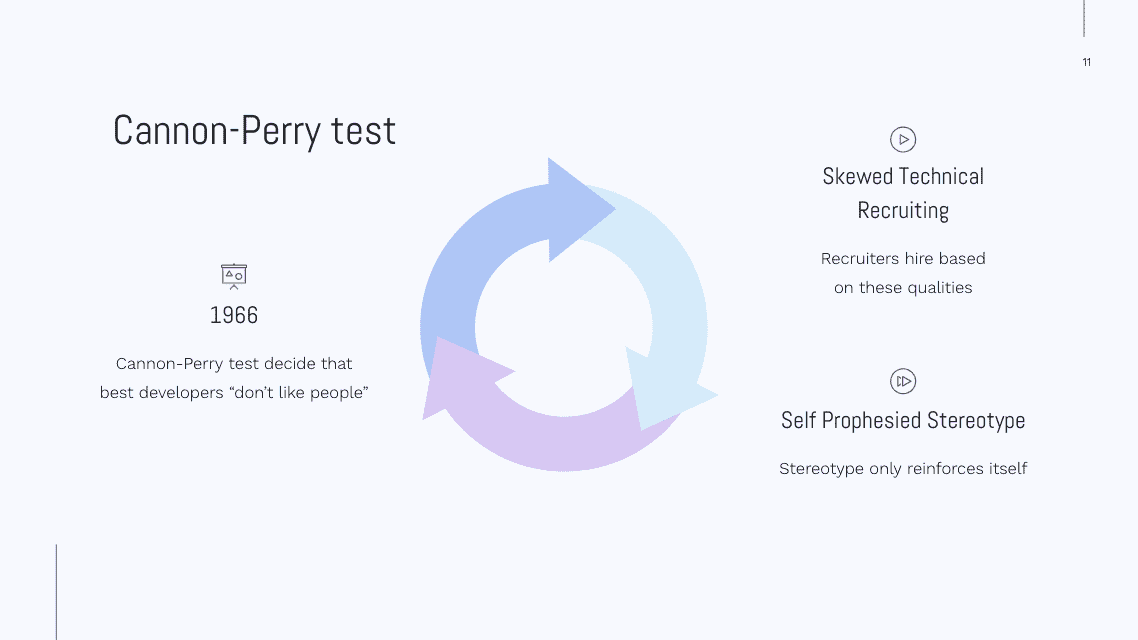 11
Cannon-Perry test
1966
Cannon-Perry test decide that
best developers “don’t like people”
Skewed Technical
Recruiting
Recruiters hire based
on these qualities
Self Prophesied Stereotype
Stereotype only reinforces itself